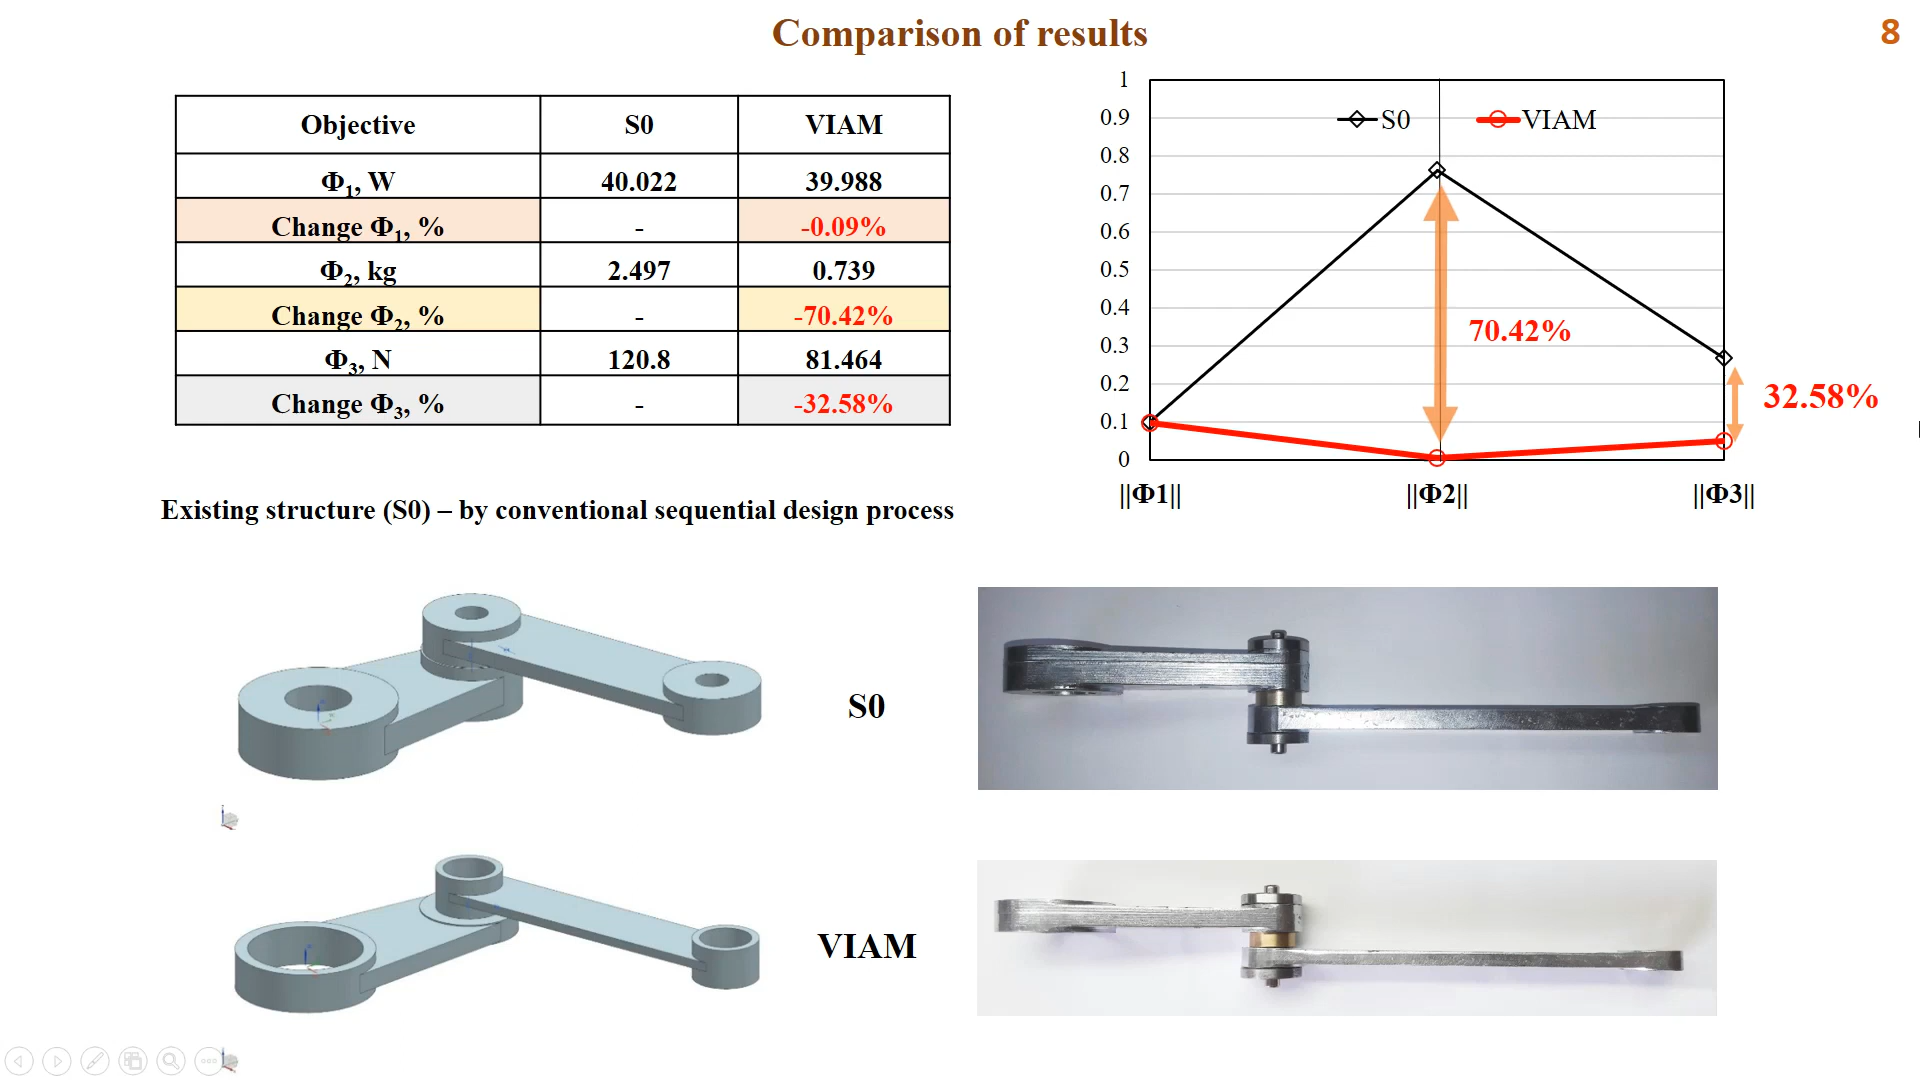 Comparison of results
8
Objective S0 VIAM
Φ1, W 40.022 39.988
Change Φ1, % - -0.09%
Φ2, kg 2.497 0.739
Change Φ2, % - -70.42%
Φ3, N 120.8 81.464
Change Φ3, % - -32.58%
Existing structure (S0) – by conventional sequential design process
1
0.9
0.8
0.7
0.6
0.5
0.4
0.3
0.2
0.1
0
S0 VIAM
70.42%
32.58%
||Φ1|| ||Φ2|| ||Φ3||
S0
VIAM